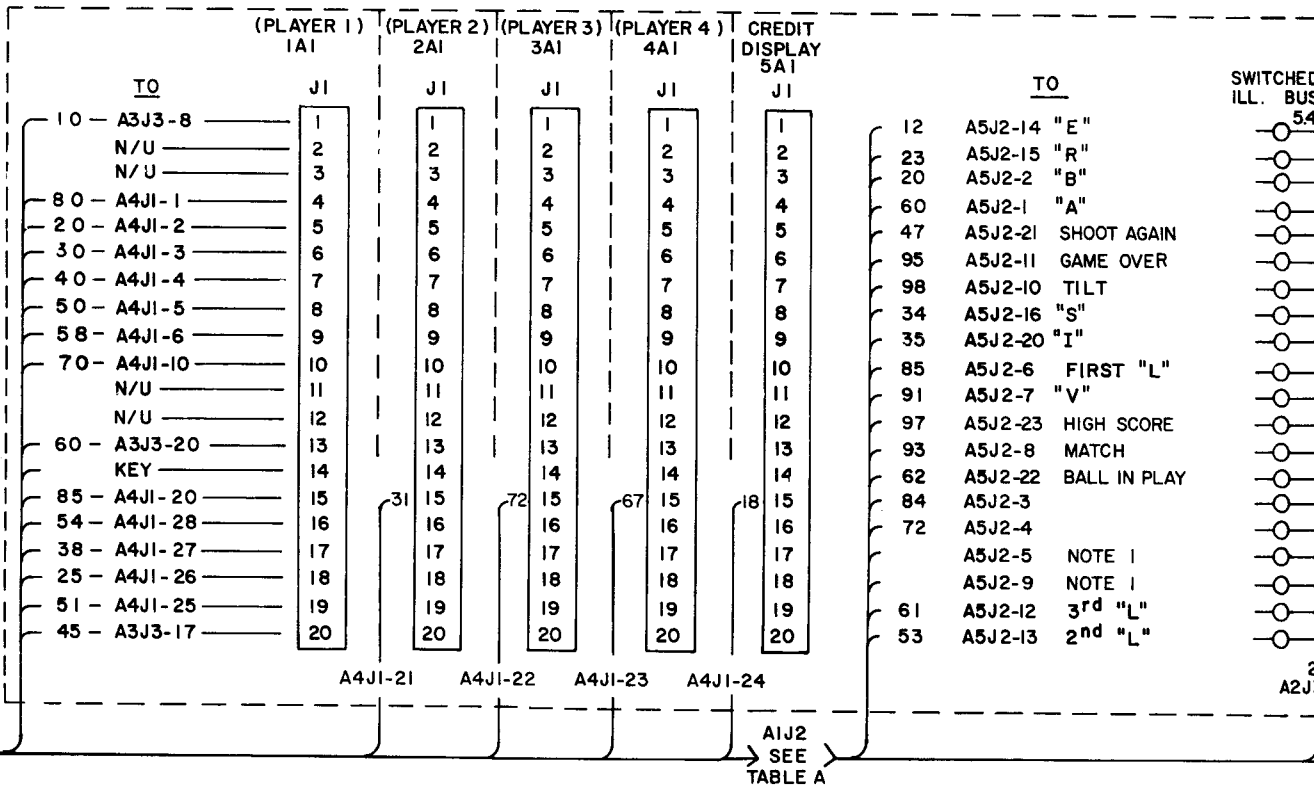 (PLAYER 1) (PLAYER 2) (PLAYER 3) (PLAYER 4) CREDIT
1A1 2A1 3A1 4A1 DISPLAY
5A1
TO J1 J1 J1 J1 J1
10 - A3J3-8 1 1 1 1 1
N/U 2 2 2 2 2
N/U 3 3 3 3 3
80 - A4J1-1 4 4 4 4 4
20 - A4J1-2 5 5 5 5 5
30 - A4J1-3 6 6 6 6 6
40 - A4J1-4 7 7 7 7 7
50 - A4J1-5 8 8 8 8 8
58 - A4J1-6 9 9 9 9 9
70 - A4J1-10 10 10 10 10 10
N/U 11 11 11 11 11
N/U 12 12 12 12 12
60 - A3J3-20 13 13 13 13 13
KEY 14 14 14 14 14
85 - A4J1-20 15 31 15 72 15 67 15 18 15
54 - A4J1-28 16 16 16 16 16
38 - A4J1-27 17 17 17 17 17
25 - A4J1-26 18 18 18 18 18
51 - A4J1-25 19 19 19 19 19
45 - A3J3-17 20 20 20 20 20
A4J1-21 A4J1-22 A4J1-23 A4J1-24
A1J2
SEE
TABLE A
TO
SWITCHED
ILL. BUS
5.4
12 A5J2-14 "E"
23 A5J2-15 "R"
20 A5J2-2 "B"
60 A5J2-1 "A"
47 A5J2-21 SHOOT AGAIN
95 A5J2-11 GAME OVER
98 A5J2-10 TILT
34 A5J2-16 "S"
35 A5J2-20 "I"
85 A5J2-6 FIRST "L"
91 A5J2-7 "V"
97 A5J2-23 HIGH SCORE
93 A5J2-8 MATCH
62 A5J2-22 BALL IN PLAY
84 A5J2-3
72 A5J2-4
A5J2-5 NOTE 1
A5J2-9 NOTE 1
61 A5J2-12 3rd "L"
53 A5J2-13 2nd "L"
2
A2J